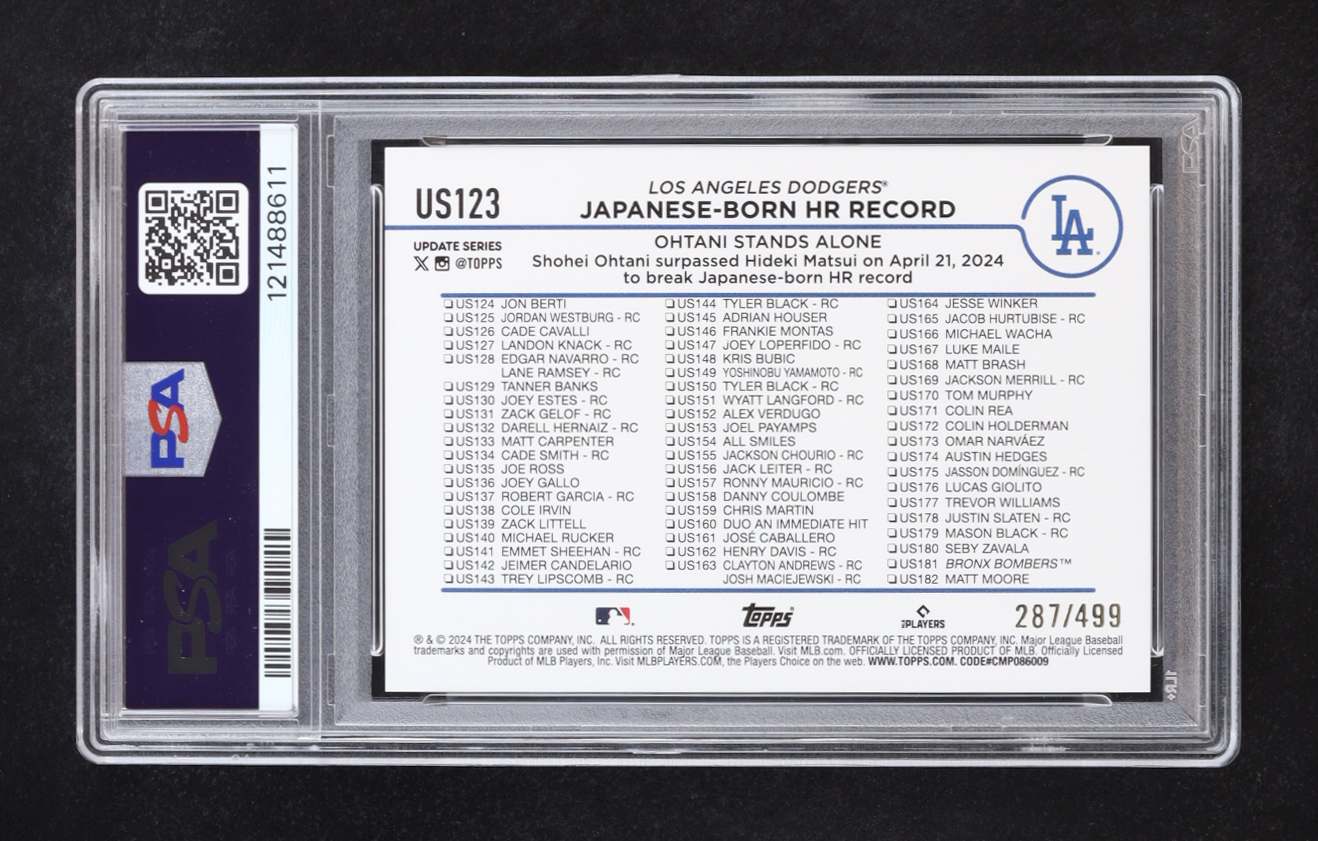 121488611
PSA
PSA
PSA
US123
LOS ANGELES DODGERS®
JAPANESE-BORN HR RECORD
LA
UPDATE SERIES
@TOPPS
OHTANI STANDS ALONE
Shohei Ohtani surpassed Hideki Matsui on April 21, 2024
to break Japanese-born HR record
US124 JON BERTI
US125 JORDAN WESTBURG - RC
US126 CADE CAVALLI
US127 LANDON KNACK - RC
US128 EDGAR NAVARRO - RC
LANE RAMSEY - RC
US129 TANNER BANKS
US130 JOEY ESTES - RC
US131 ZACK GELOF - RC
US132 DARELL HERNAIZ - RC
US133 MATT CARPENTER
US134 CADE SMITH - RC
US135 JOE ROSS
US136 JOEY GALLO
US137 ROBERT GARCIA - RC
US138 COLE IRVIN
US139 ZACK LITTELL
US140 MICHAEL RUCKER
US141 EMMET SHEEHAN - RC
US142 JEIMER CANDELARIO
US143 TREY LIPSCOMB - RC
US144 TYLER BLACK - RC
US145 ADRIAN HOUSER
US146 FRANKIE MONTAS
US147 JOEY LOPERFIDO - RC
US148 KRIS BUBIC
US149 YOSHINOBU YAMAMOTO - RC
US150 TYLER BLACK - RC
US151 WYATT LANGFORD - RC
US152 ALEX VERDUGO
US153 JOEL PAYAMPS
US154 ALL SMILES
US155 JACKSON CHOURIO - RC
US156 JACK LEITER - RC
US157 RONNY MAURICIO - RC
US158 DANNY COULOMBE
US159 CHRIS MARTIN
US160 DUO AN IMMEDIATE HIT
US161 JOSÉ CABALLERO
US162 HENRY DAVIS - RC
US163 CLAYTON ANDREWS - RC
JOSH MACIEJEWSKI - RC
US164 JESSE WINKER
US165 JACOB HURTUBISE - RC
US166 MICHAEL WACHA
US167 LUKE MAILE
US168 MATT BRASH
US169 JACKSON MERRILL - RC
US170 TOM MURPHY
US171 COLIN REA
US172 COLIN HOLDERMAN
US173 OMAR NARVÁEZ
US174 AUSTIN HEDGES
US175 JASSON DOMÍNGUEZ - RC
US176 LUCAS GIOLITO
US177 TREVOR WILLIAMS
US178 JUSTIN SLATEN - RC
US179 MASON BLACK - RC
US180 SEBY ZAVALA
US181 BRONX BOMBERS™
US182 MATT MOORE
Topps®
PLAYERS
287/499
® & © 2024 THE TOPPS COMPANY, INC. ALL RIGHTS RESERVED. TOPPS IS A REGISTERED TRADEMARK OF THE TOPPS COMPANY, INC. Major League Baseball
trademarks and copyrights are used with permission of Major League Baseball. Visit MLB.com. OFFICIALLY LICENSED PRODUCT OF MLB. Officially Licensed
Product of MLB Players, Inc. Visit MLBPLAYERS.COM, the Players Choice on the web. WWW.TOPPS.COM. CODE#CMP086009